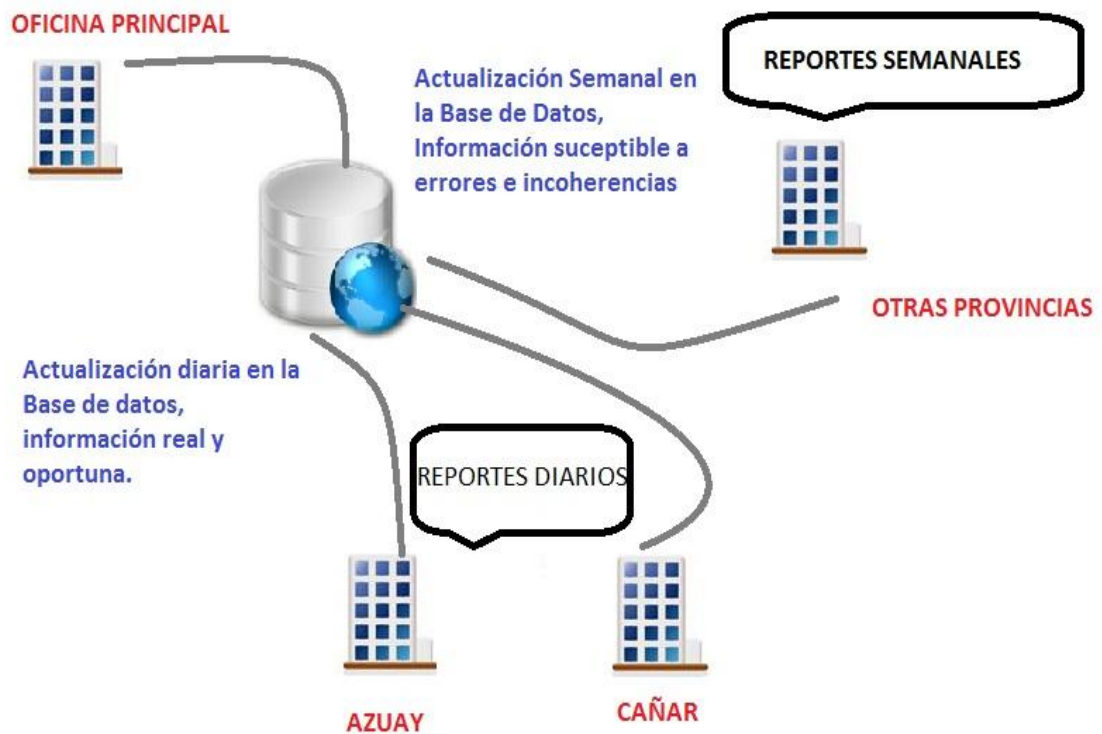 OFICINA PRINCIPAL
Actualización Semanal en
la Base de Datos,
Información suceptible a
errores e incoherencias
REPORTES SEMANALES
OTRAS PROVINCIAS
Actualización diaria en la
Base de datos,
información real y
oportuna.
REPORTES DIARIOS
AZUAY
CAÑAR